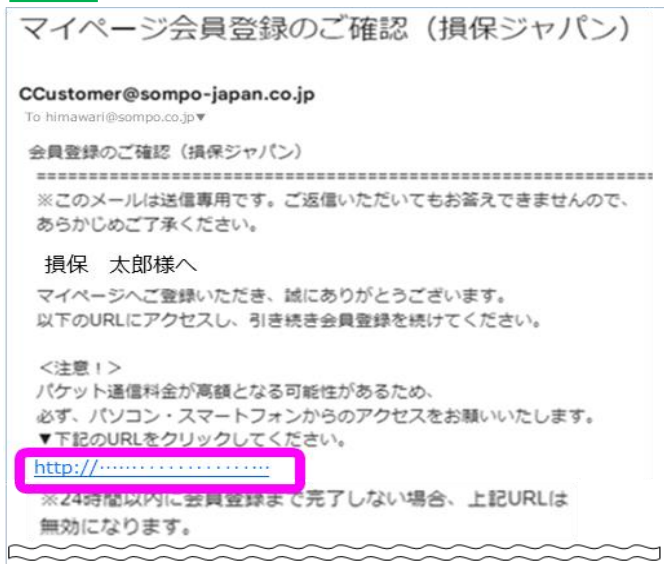 マイページ会員登録のご確認（損保ジャパン）
CCustomer@sompo-japan.co.jp
To himawari@sompo.co.jp▼
会員登録のご確認（損保ジャパン）
============================================================
※このメールは送信専用です。ご返信いただいてもお答えできませんので、
あらかじめご了承ください。
損保　太郎様へ
マイページへご登録いただき、誠にありがとうございます。
以下のURLにアクセスし、引き続き会員登録を続けてください。
<注意！>
パケット通信料金が高額となる可能性があるため、
必ず、パソコン・スマートフォンからのアクセスをお願いいたします。
▼下記のURLをクリックしてください。
http://……・・・・・・・・・・・…
※24時間以内に会員登録まで完了しない場合、上記URLは
無効になります。